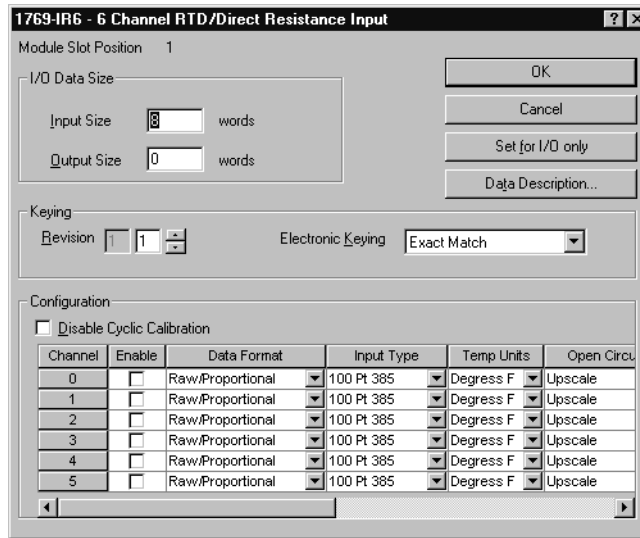 1769-IR6 - 6 Channel RTD/Direct Resistance Input
Module Slot Position 1
I/O Data Size
Input Size 8 words
Output Size 0 words
OK
Cancel
Set for I/O only
Data Description...
Keying
Revision 1 1
Electronic Keying Exact Match
Configuration
Disable Cyclic Calibration
Channel Enable Data Format Input Type Temp Units Open Circu
0 Raw/Proportional 100 Pt 385 Degress F Upscale
1 Raw/Proportional 100 Pt 385 Degress F Upscale
2 Raw/Proportional 100 Pt 385 Degress F Upscale
3 Raw/Proportional 100 Pt 385 Degress F Upscale
4 Raw/Proportional 100 Pt 385 Degress F Upscale
5 Raw/Proportional 100 Pt 385 Degress F Upscale